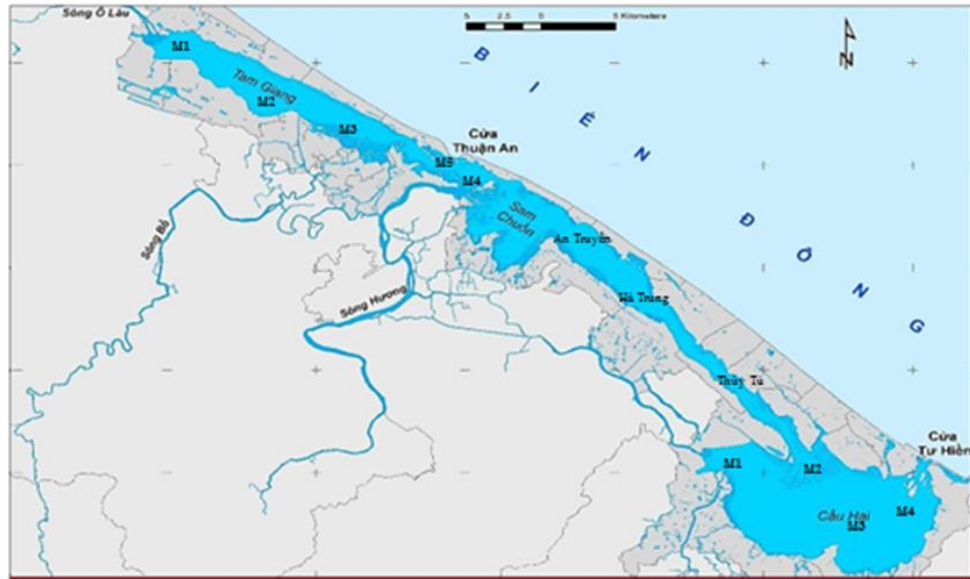 Sông Ô Lâu
5 2.5 0 5 Kilometers
N
M1
Tam Giang
M2
M3
BIỂN ĐÔNG
Cửa
Thuận An
M5
M4
Sam
Chuồn
An Truyền
Hà Trung
Sông Bồ
Sông Hương
Thủy Tú
Cửa
Tư Hiền
M1
M2
Cầu Hai
M3
M4